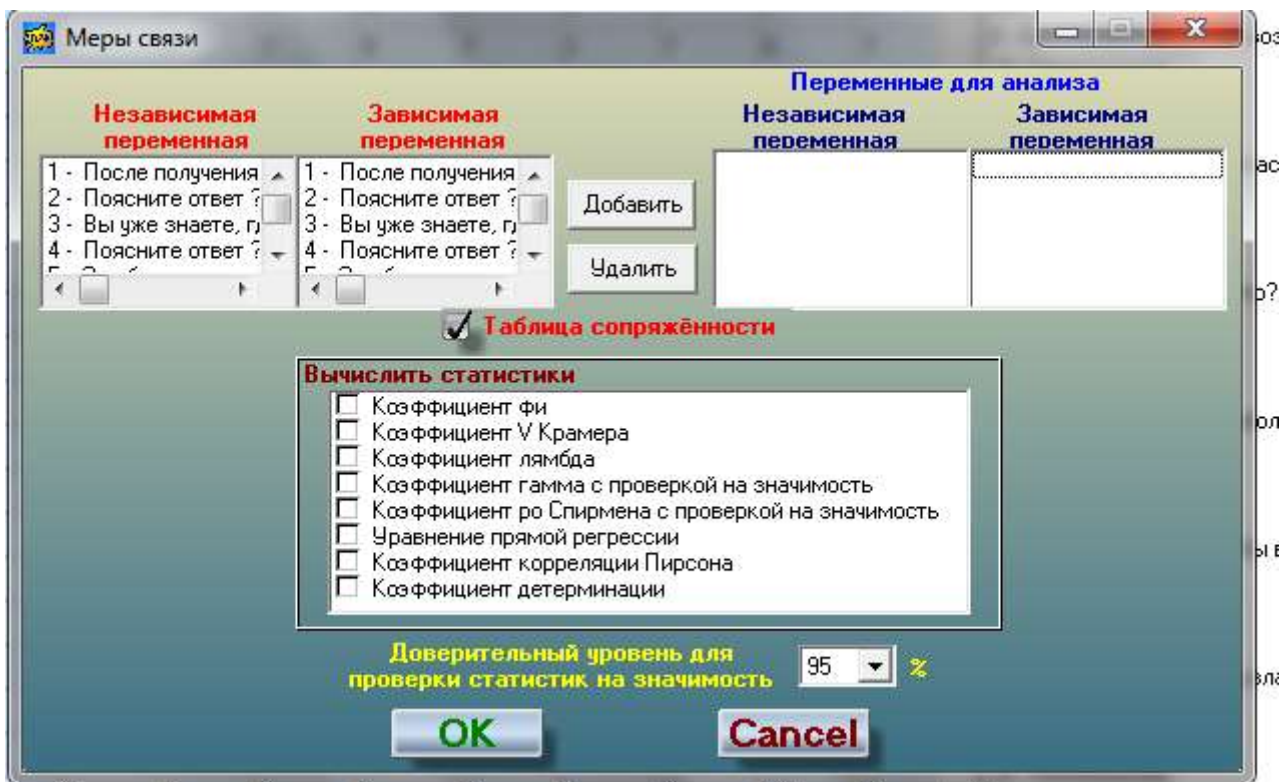 Меры связи
Переменные для анализа
Независимая переменная
Зависимая переменная
Независимая переменная
Зависимая переменная
1 - После получения
2 - Поясните ответ ?
3 - Вы уже знаете, г
4 - Поясните ответ ?
1 - После получения
2 - Поясните ответ ?
3 - Вы уже знаете, г
4 - Поясните ответ ?
Добавить
Удалить
Таблица сопряжённости
Вычислить статистики
Коэффициент фи
Коэффициент V Крамера
Коэффициент лямбда
Коэффициент гамма с проверкой на значимость
Коэффициент ро Спирмена с проверкой на значимость
Уравнение прямой регрессии
Коэффициент корреляции Пирсона
Коэффициент детерминации
Доверительный уровень для
проверки статистик на значимость
95 %
OK
Cancel